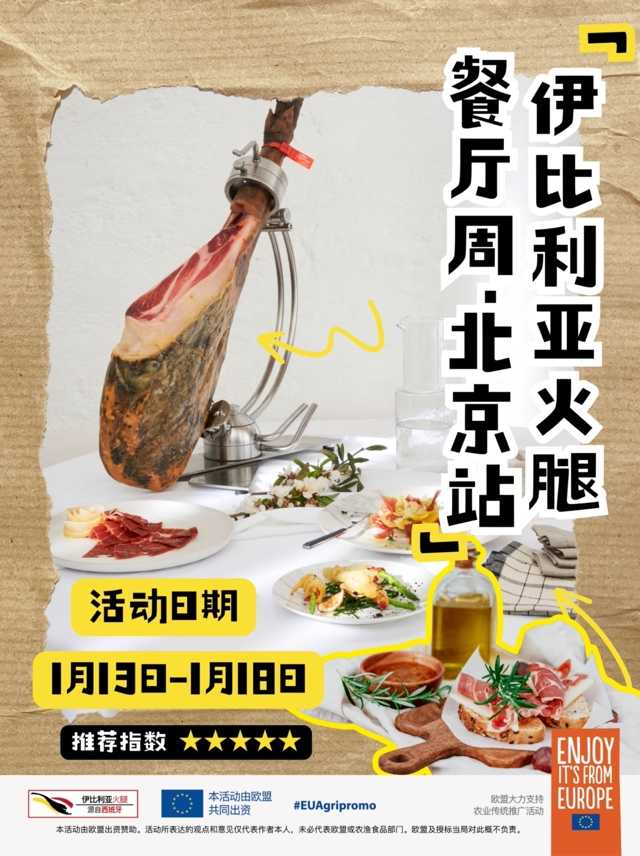 『伊比利亚火腿
餐厅周·北京站』
活动日期
1月13日-1月18日
推荐指数 ★★★★★
伊比利亚火腿
源自西班牙
本活动由欧盟
共同出资
#EUAgripromo
欧盟大力支持
农业传统推广活动
ENJOY
IT'S FROM
EUROPE
本活动由欧盟出资赞助。活动所表达的观点和意见仅代表作者本人，未必代表欧盟或农渔食品部门。欧盟及授标当局对此概不负责。